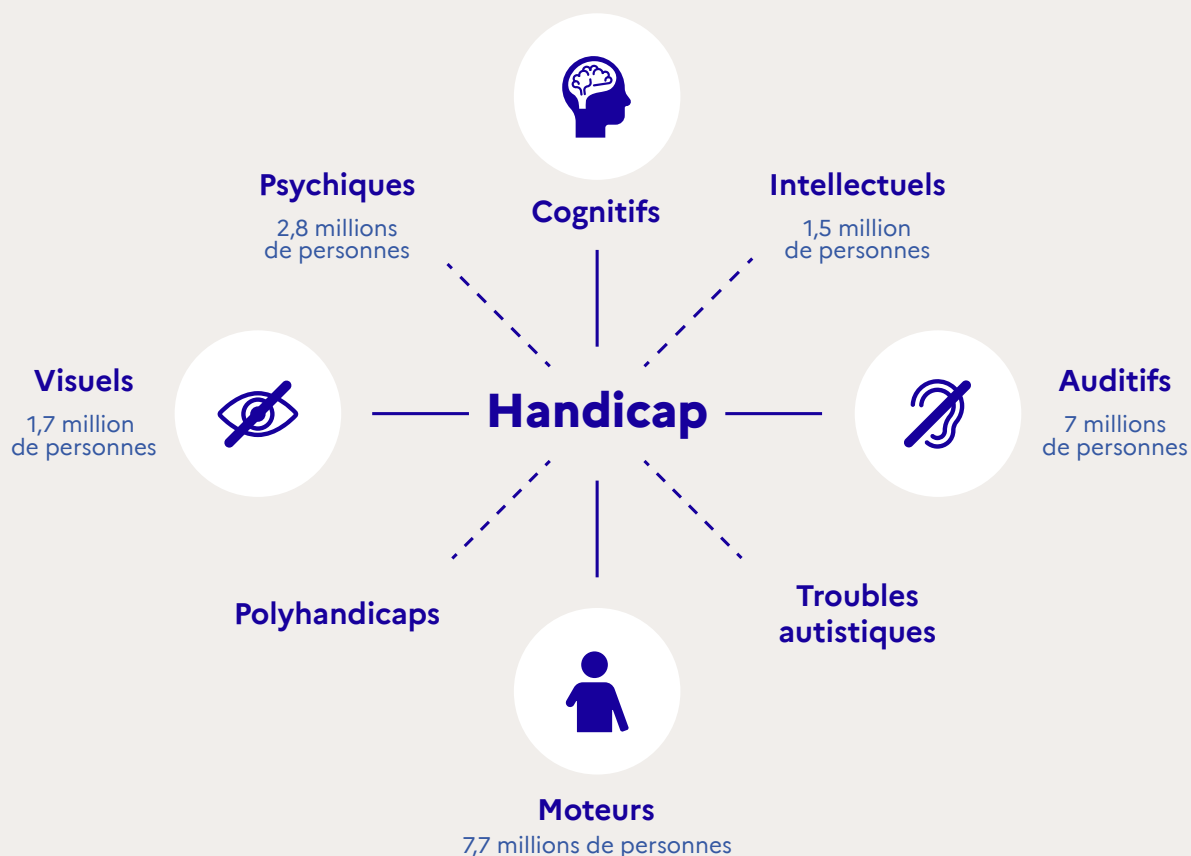 Psychiques
2,8 millions
de personnes
Cognitifs
Intellectuels
1,5 million
de personnes
Visuels
1,7 million
de personnes
Handicap
Auditifs
7 millions
de personnes
Polyhandicaps
Troubles
autistiques
Moteurs
7,7 millions de personnes